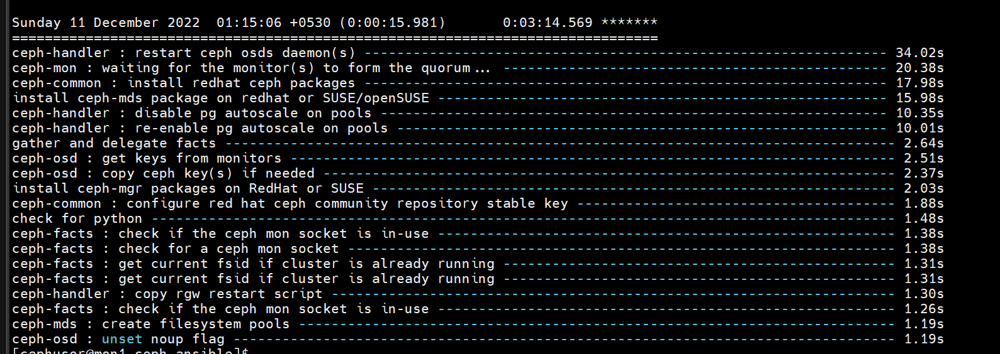 Sunday 11 December 2022  01:15:06 +0530 (0:00:15.981)       0:03:14.569 *******
===============================================================================
ceph-handler : restart ceph osds daemon(s) ---------------------------------------------------------------- 34.02s
ceph-mon : waiting for the monitor(s) to form the quorum... ----------------------------------------------- 20.38s
ceph-common : install redhat ceph packages ---------------------------------------------------------------- 17.98s
install ceph-mds package on redhat or SUSE/openSUSE ------------------------------------------------------- 15.98s
ceph-handler : disable pg autoscale on pools -------------------------------------------------------------- 10.35s
ceph-handler : re-enable pg autoscale on pools ------------------------------------------------------------ 10.01s
gather and delegate facts ---------------------------------------------------------------------------------- 2.64s
ceph-osd : get keys from monitors -------------------------------------------------------------------------- 2.51s
ceph-osd : copy ceph key(s) if needed ---------------------------------------------------------------------- 2.37s
install ceph-mgr packages on RedHat or SUSE ---------------------------------------------------------------- 2.03s
ceph-common : configure red hat ceph community repository stable key --------------------------------------- 1.88s
check for python ------------------------------------------------------------------------------------------- 1.48s
ceph-facts : check if the ceph mon socket is in-use -------------------------------------------------------- 1.38s
ceph-facts : check for a ceph mon socket ------------------------------------------------------------------- 1.38s
ceph-facts : get current fsid if cluster is already running ------------------------------------------------ 1.31s
ceph-facts : get current fsid if cluster is already running ------------------------------------------------ 1.31s
ceph-handler : copy rgw restart script --------------------------------------------------------------------- 1.30s
ceph-facts : check if the ceph mon socket is in-use -------------------------------------------------------- 1.26s
ceph-mds : create filesystem pools ------------------------------------------------------------------------- 1.19s
ceph-osd : unset noup flag --------------------------------------------------------------------------------- 1.19s
[cephuser@mon1 ceph-ansible]$